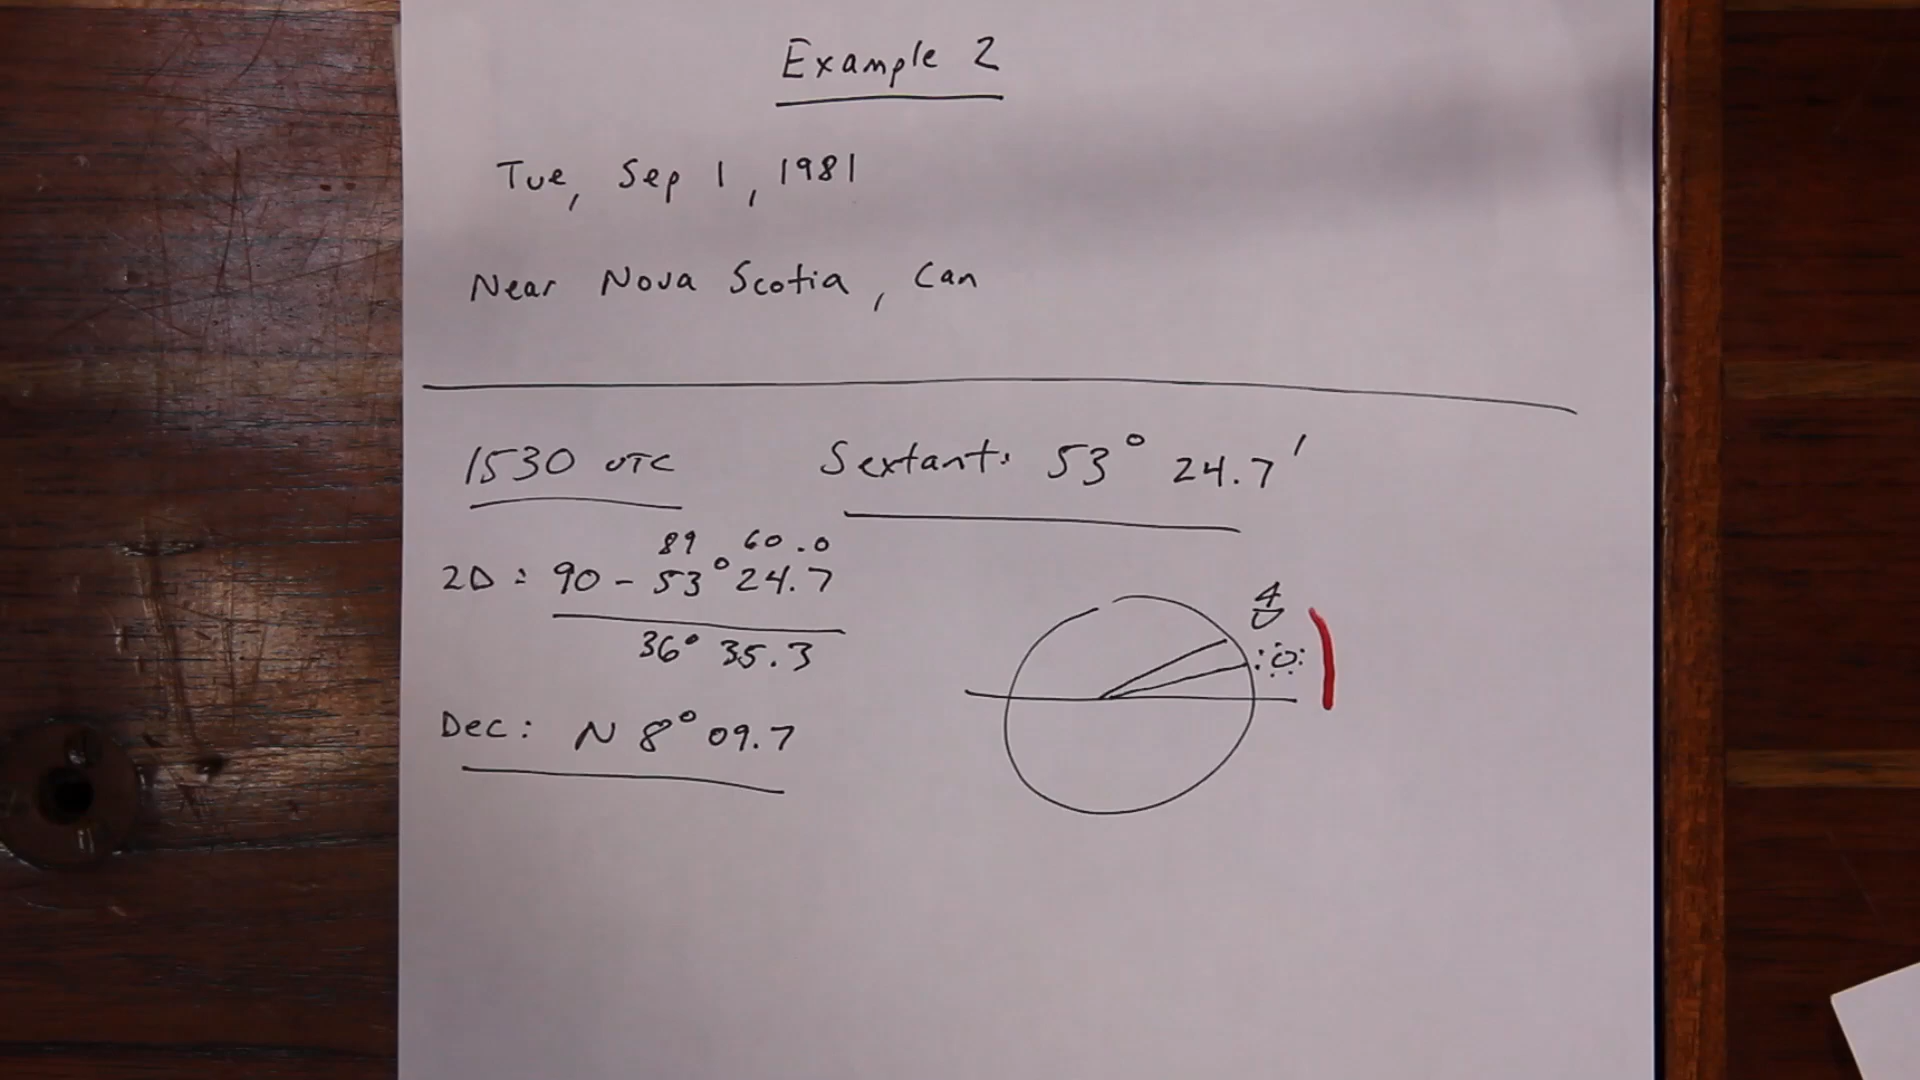 Example 2
Tue, Sep 1, 1981
Near Nova Scotia, Can
1530 UTC Sextant: 53° 24.7'
89 60.0
ZD: 90 - 53° 24.7
36° 35.3
Dec: N 8° 09.7